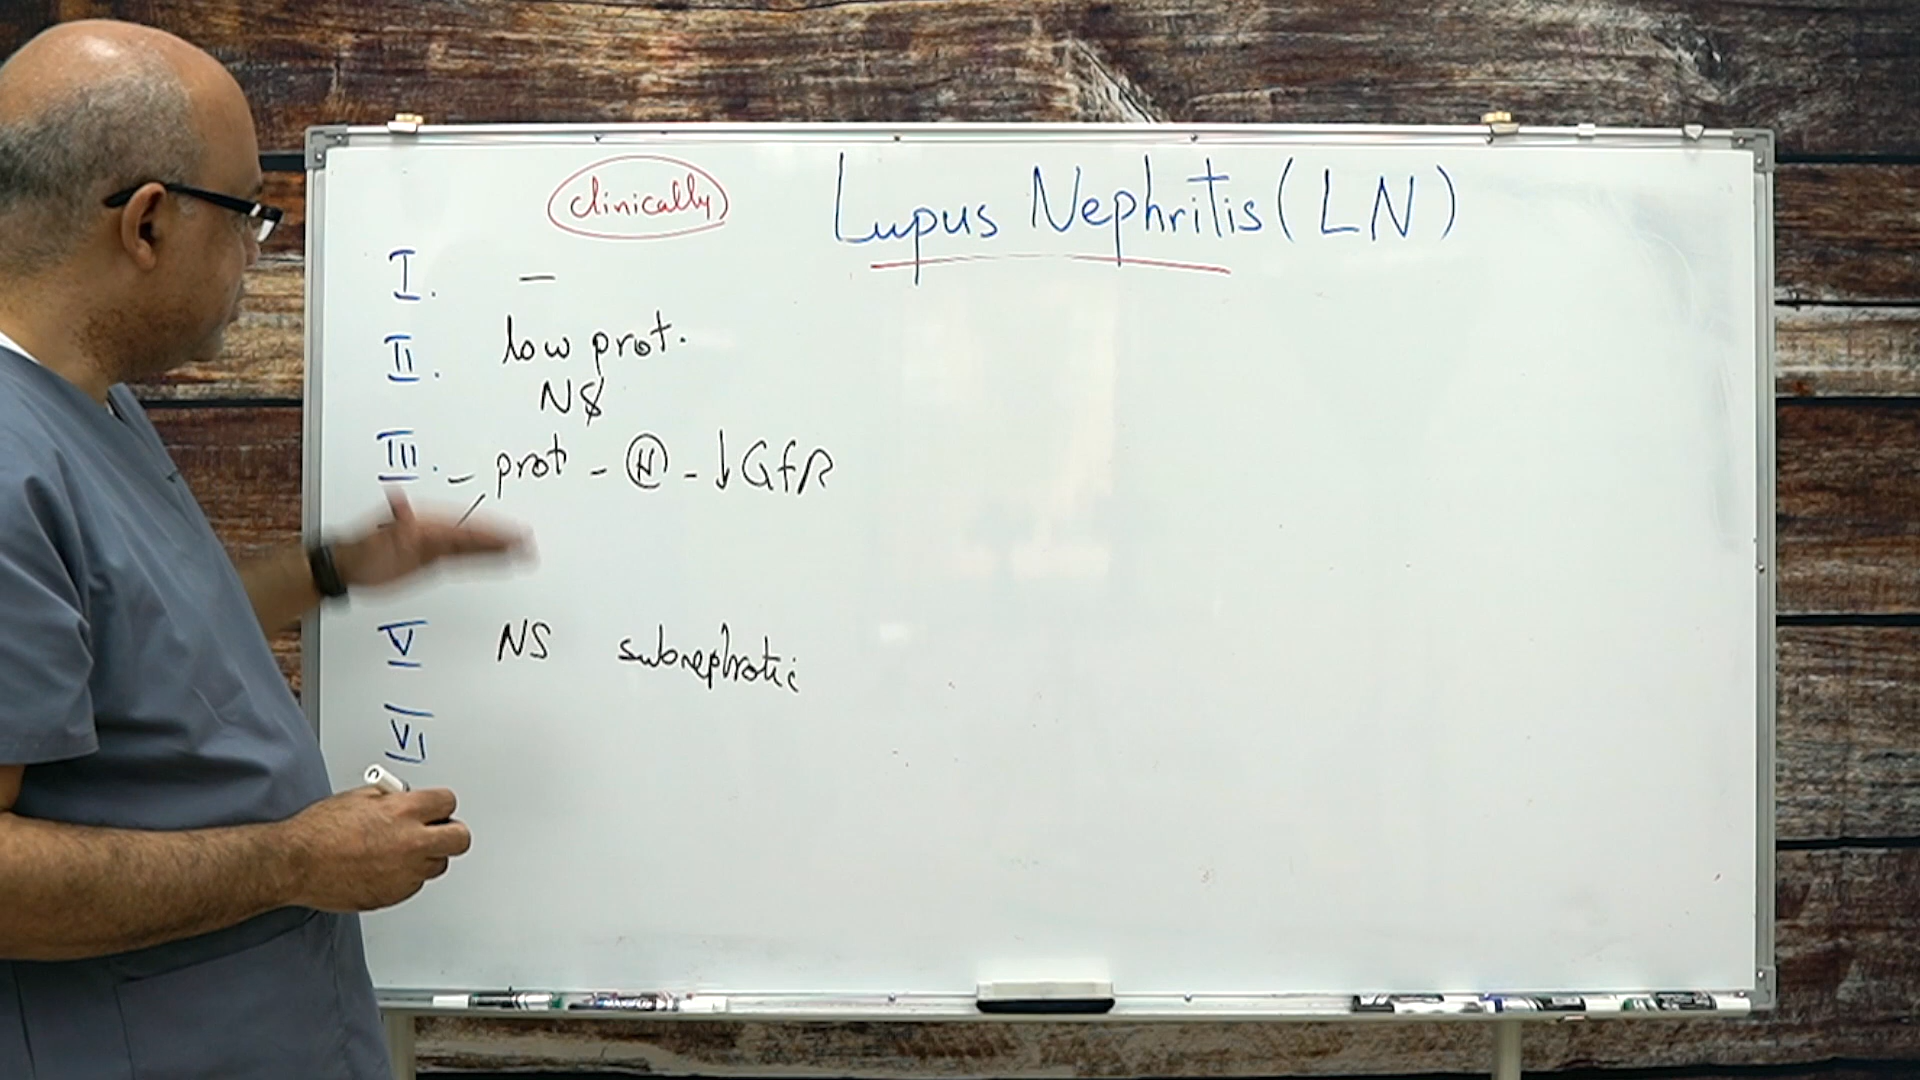 clinically
Lupus Nephritis (LN)
I. –
II. low prot.
NS
III. – prot – H – ↓ GFR
V NS subnephrotic
VI